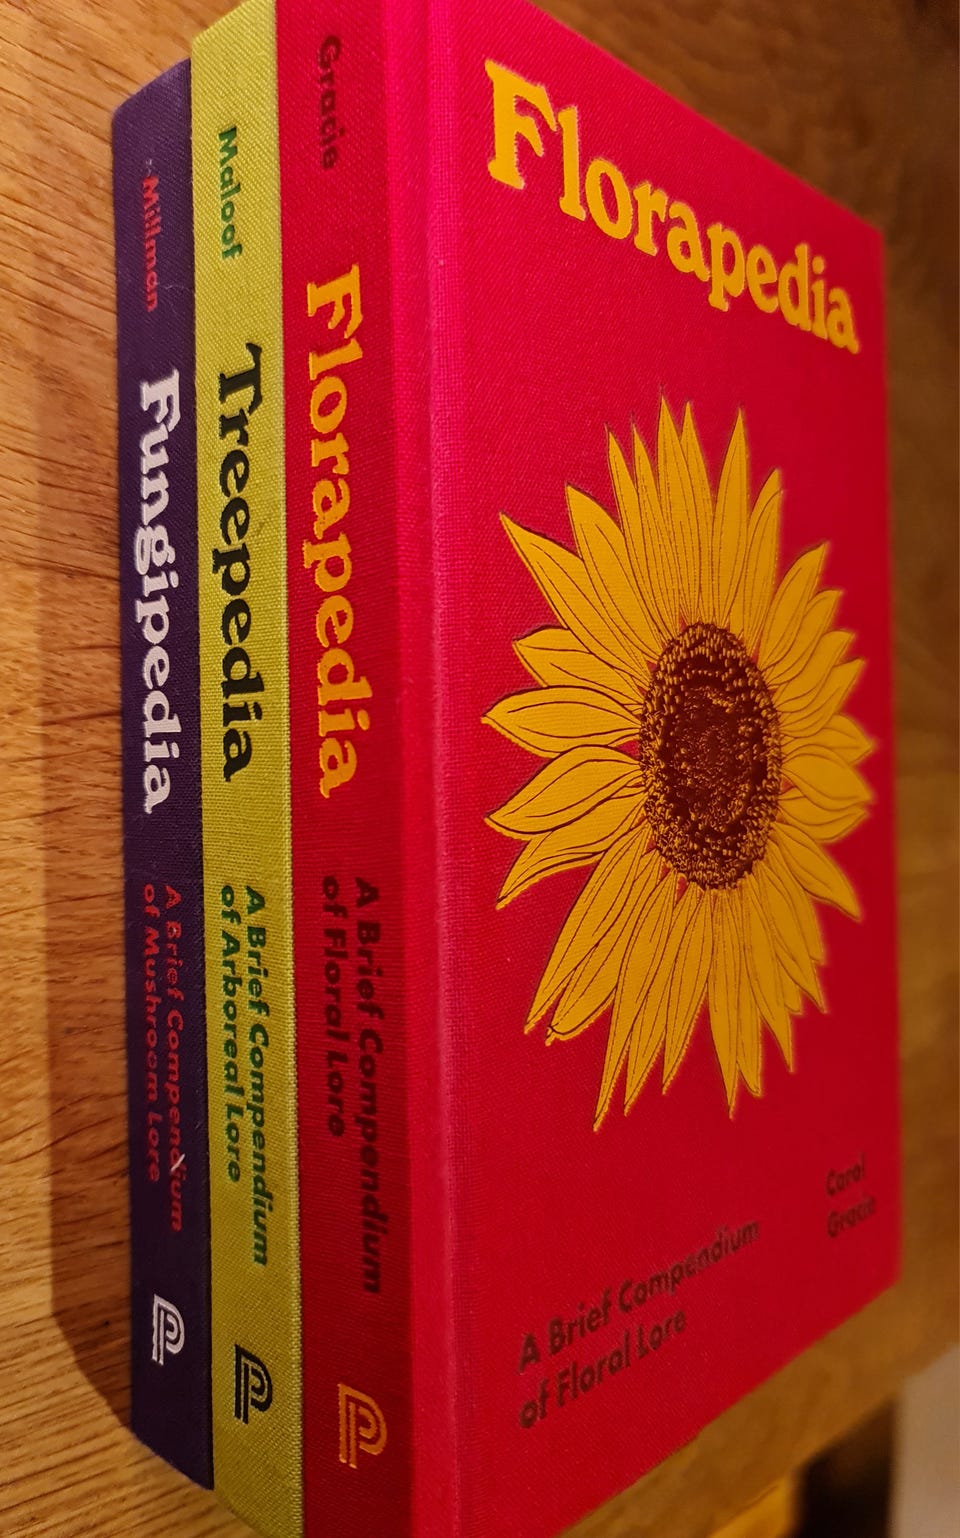 Florapedia
A Brief Compendium
of Floral Lore
Carol
Gracie
Gracie
Florapedia
A Brief Compendium
of Floral Lore
Maloof
Treepedia
A Brief Compendium
of Arboreal Lore
Millman
Fungipedia
A Brief Compendium
of Mushroom Lore